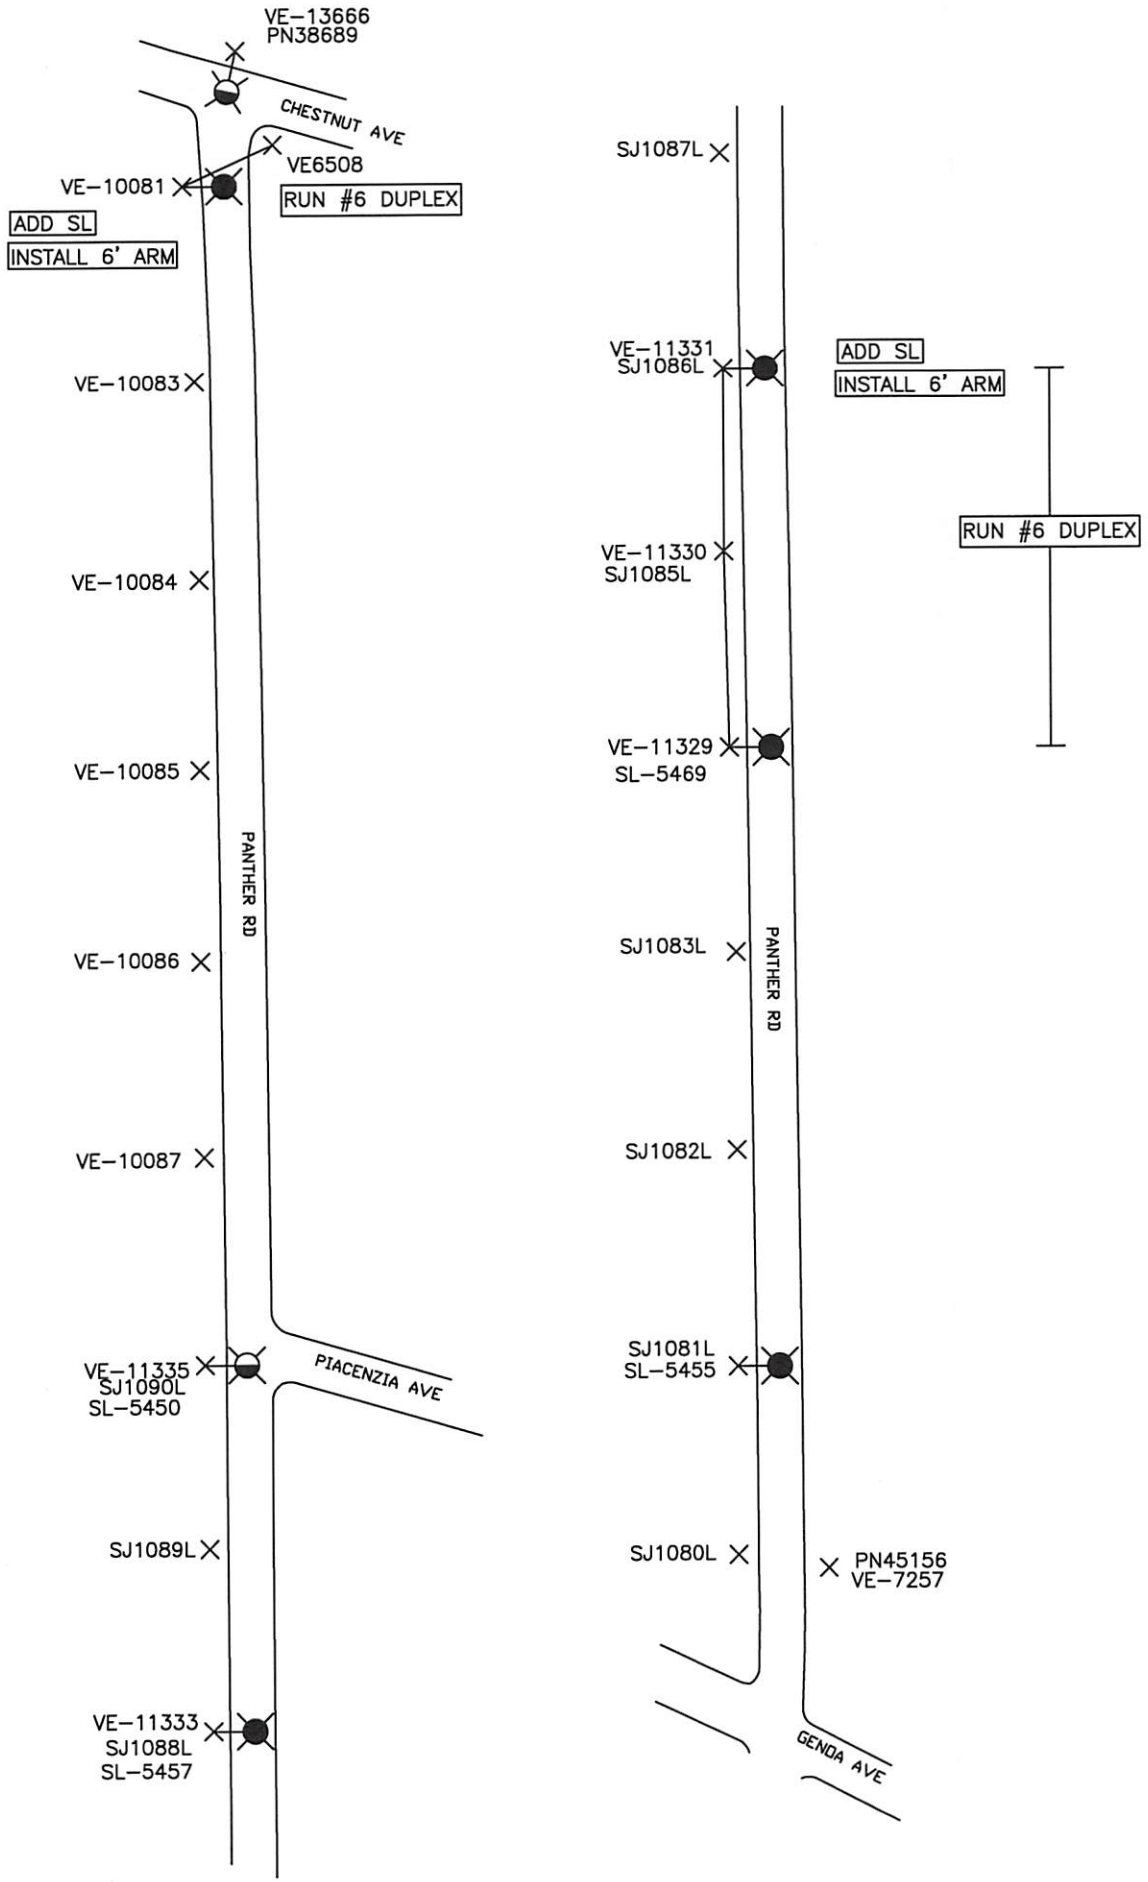 VE-13666
PN38689
CHESTNUT AVE
VE6508
VE-10081
RUN #6 DUPLEX
ADD SL
INSTALL 6' ARM
VE-10083
VE-10084
VE-10085
PANTHER RD
VE-10086
VE-10087
VE-11335
SJ1090L
SL-5450
PIACENZIA AVE
SJ1089L
VE-11333
SJ1088L
SL-5457
SJ1087L
VE-11331
SJ1086L
ADD SL
INSTALL 6' ARM
RUN #6 DUPLEX
VE-11330
SJ1085L
VE-11329
SL-5469
SJ1083L
PANTHER RD
SJ1082L
SJ1081L
SL-5455
SJ1080L
PN45156
VE-7257
GENOA AVE